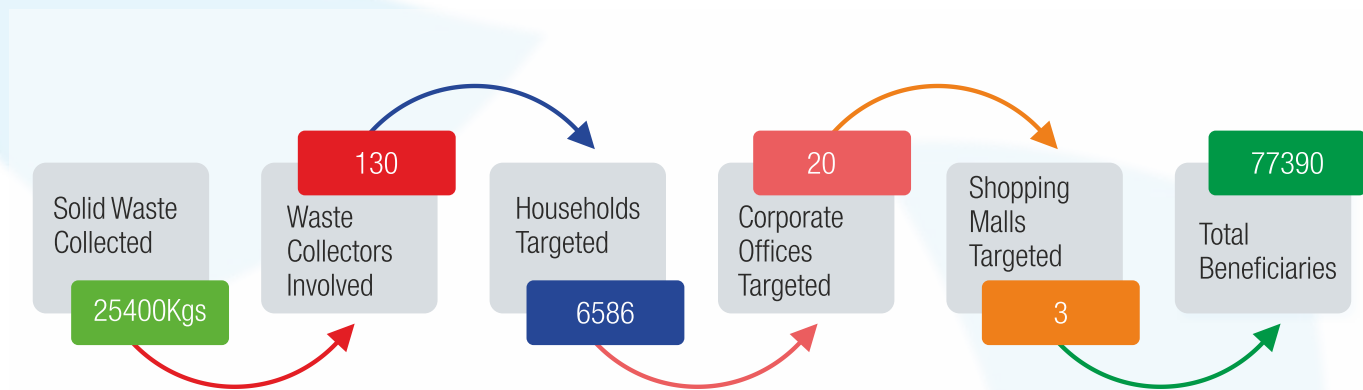 Solid Waste
Collected
25400Kgs
130
Waste
Collectors
Involved
Households
Targeted
6586
20
Corporate
Offices
Targeted
Shopping
Malls
Targeted
3
77390
Total
Beneficiaries